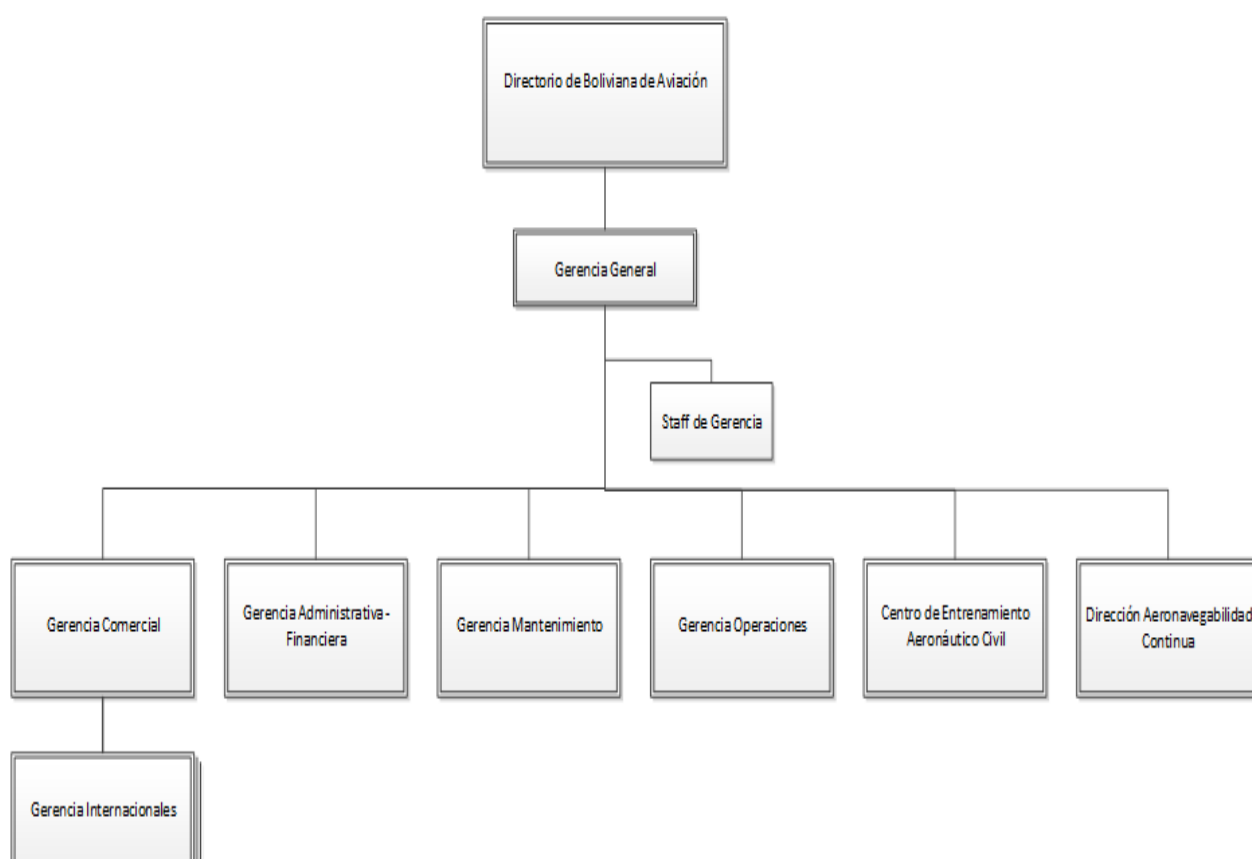 Directorio de Boliviana de Aviación
Gerencia General
Staff de Gerencia
Gerencia Comercial
Gerencia Administrativa -
Financiera
Gerencia Mantenimiento
Gerencia Operaciones
Centro de Entrenamiento
Aeronáutico Civil
Dirección Aeronavegabilidad
Continua
Gerencia Internacionales